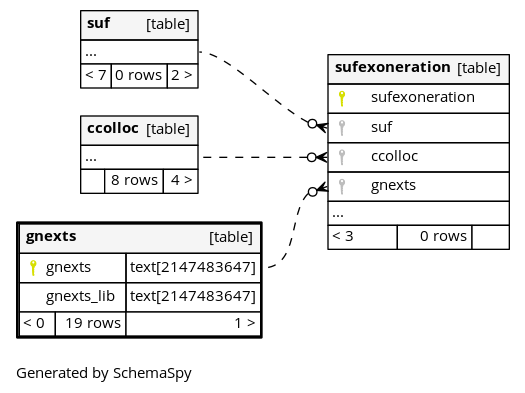 suf [table]
...
< 7 0 rows 2 >
ccolloc [table]
...
8 rows 4 >
gnexts [table]
gnexts text[2147483647]
gnexts_lib text[2147483647]
< 0 19 rows 1 >
sufexoneration [table]
sufexoneration
suf
ccolloc
gnexts
...
< 3 0 rows
Generated by SchemaSpy